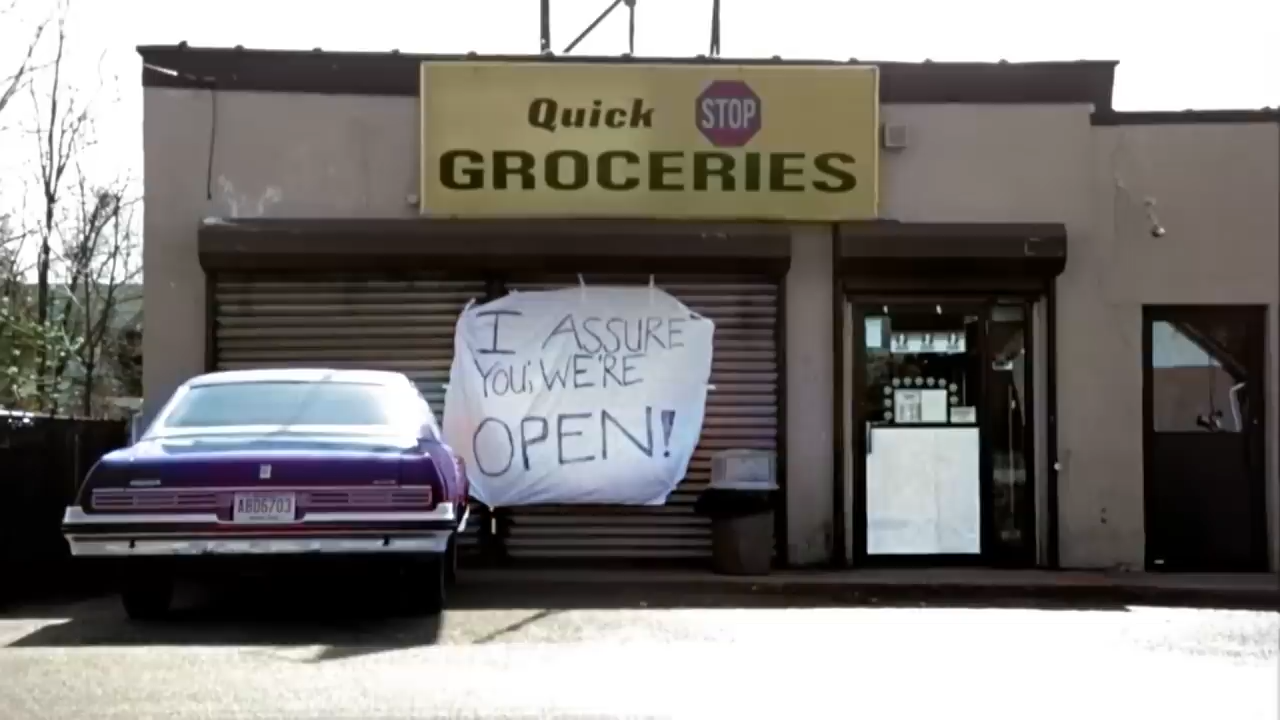 Quick STOP
GROCERIES
I ASSURE
YOU; WE'RE
OPEN!